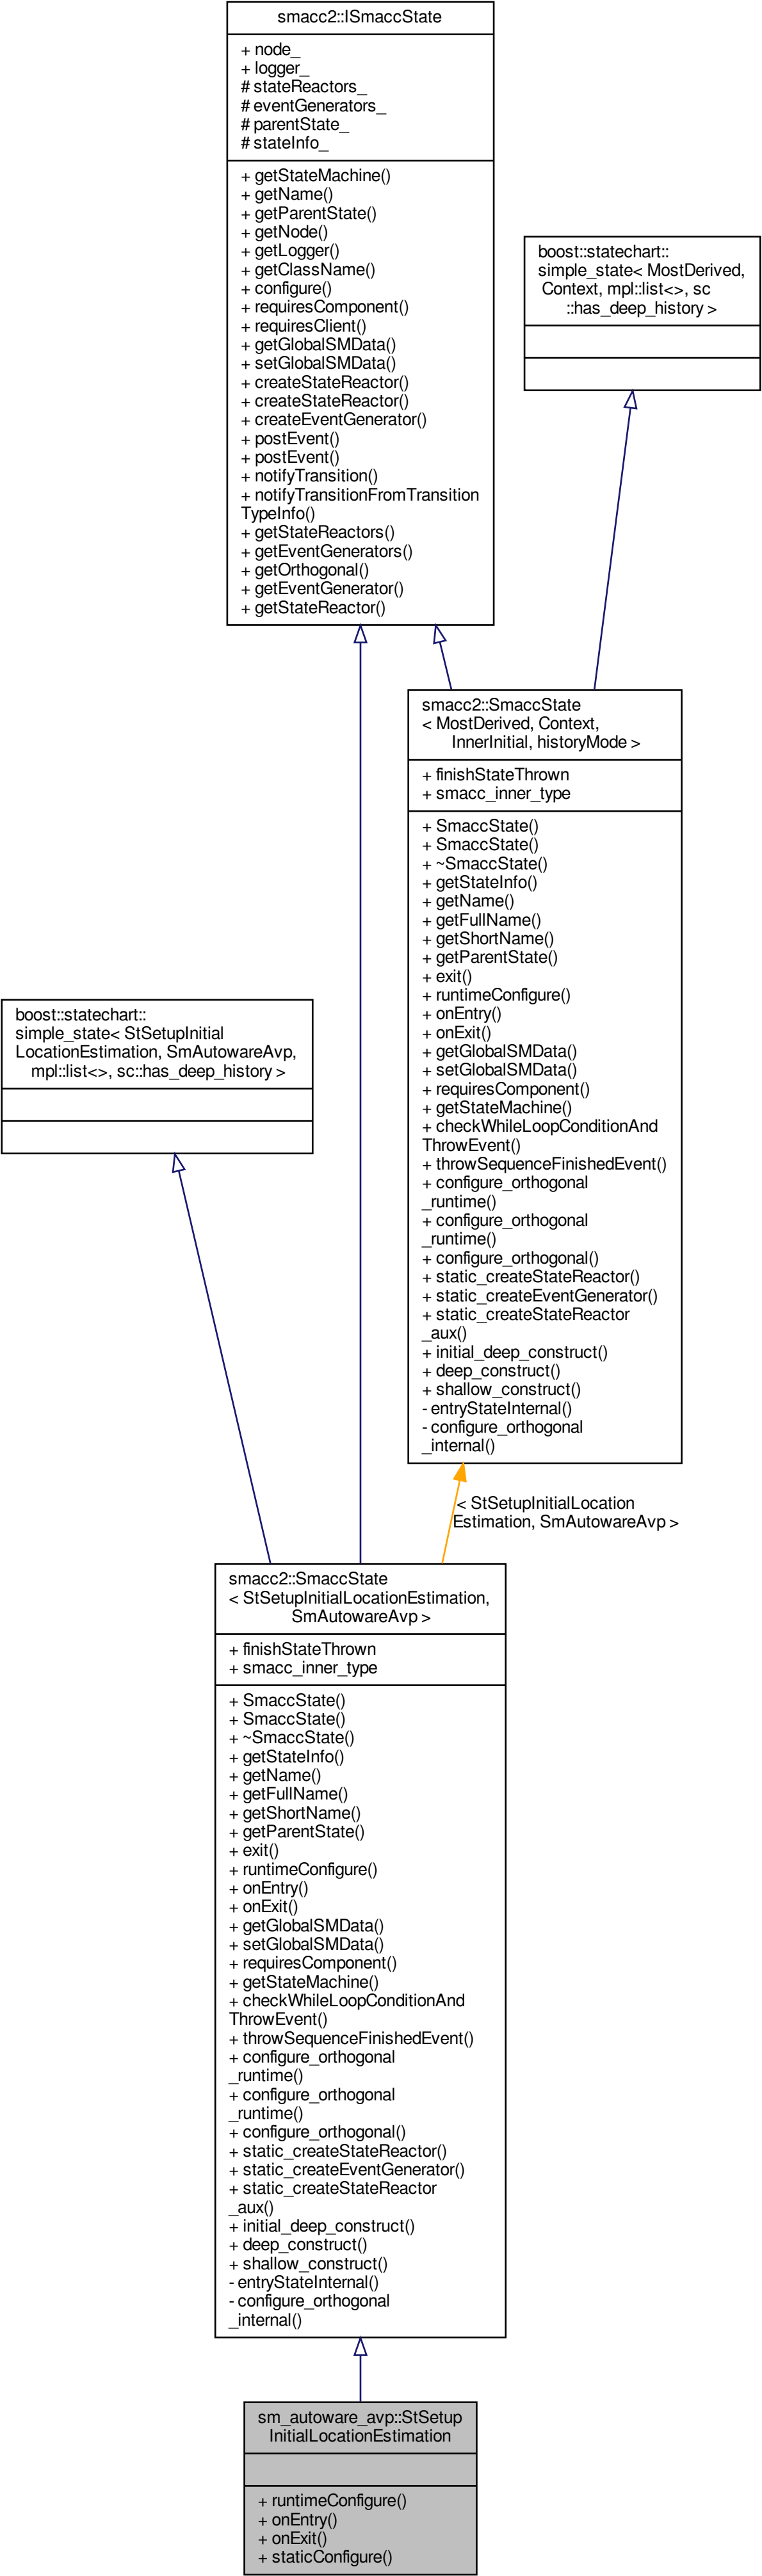 smacc2::ISmaccState
+ node_
+ logger_
# stateReactors_
# eventGenerators_
# parentState_
# stateInfo_
+ getStateMachine()
+ getName()
+ getParentState()
+ getNode()
+ getLogger()
+ getClassName()
+ configure()
+ requiresComponent()
+ requiresClient()
+ getGlobalSMData()
+ setGlobalSMData()
+ createStateReactor()
+ createStateReactor()
+ createEventGenerator()
+ postEvent()
+ postEvent()
+ notifyTransition()
+ notifyTransitionFromTransition
TypeInfo()
+ getStateReactors()
+ getEventGenerators()
+ getOrthogonal()
+ getEventGenerator()
+ getStateReactor()
boost::statechart::
simple_state< MostDerived,
Context, mpl::list<>, sc
::has_deep_history >
smacc2::SmaccState
< MostDerived, Context,
InnerInitial, historyMode >
+ finishStateThrown
+ smacc_inner_type
+ SmaccState()
+ SmaccState()
+ ~SmaccState()
+ getStateInfo()
+ getName()
+ getFullName()
+ getShortName()
+ getParentState()
+ exit()
+ runtimeConfigure()
+ onEntry()
+ onExit()
+ getGlobalSMData()
+ setGlobalSMData()
+ requiresComponent()
+ getStateMachine()
+ checkWhileLoopConditionAnd
ThrowEvent()
+ throwSequenceFinishedEvent()
+ configure_orthogonal
_runtime()
+ configure_orthogonal
_runtime()
+ configure_orthogonal()
+ static_createStateReactor()
+ static_createEventGenerator()
+ static_createStateReactor
_aux()
+ initial_deep_construct()
+ deep_construct()
+ shallow_construct()
- entryStateInternal()
- configure_orthogonal
_internal()
boost::statechart::
simple_state< StSetupInitial
LocationEstimation, SmAutowareAvp,
mpl::list<>, sc::has_deep_history >
< StSetupInitialLocation
Estimation, SmAutowareAvp >
smacc2::SmaccState
< StSetupInitialLocationEstimation,
SmAutowareAvp >
+ finishStateThrown
+ smacc_inner_type
+ SmaccState()
+ SmaccState()
+ ~SmaccState()
+ getStateInfo()
+ getName()
+ getFullName()
+ getShortName()
+ getParentState()
+ exit()
+ runtimeConfigure()
+ onEntry()
+ onExit()
+ getGlobalSMData()
+ setGlobalSMData()
+ requiresComponent()
+ getStateMachine()
+ checkWhileLoopConditionAnd
ThrowEvent()
+ throwSequenceFinishedEvent()
+ configure_orthogonal
_runtime()
+ configure_orthogonal
_runtime()
+ configure_orthogonal()
+ static_createStateReactor()
+ static_createEventGenerator()
+ static_createStateReactor
_aux()
+ initial_deep_construct()
+ deep_construct()
+ shallow_construct()
- entryStateInternal()
- configure_orthogonal
_internal()
sm_autoware_avp::StSetup
InitialLocationEstimation
+ runtimeConfigure()
+ onEntry()
+ onExit()
+ staticConfigure()